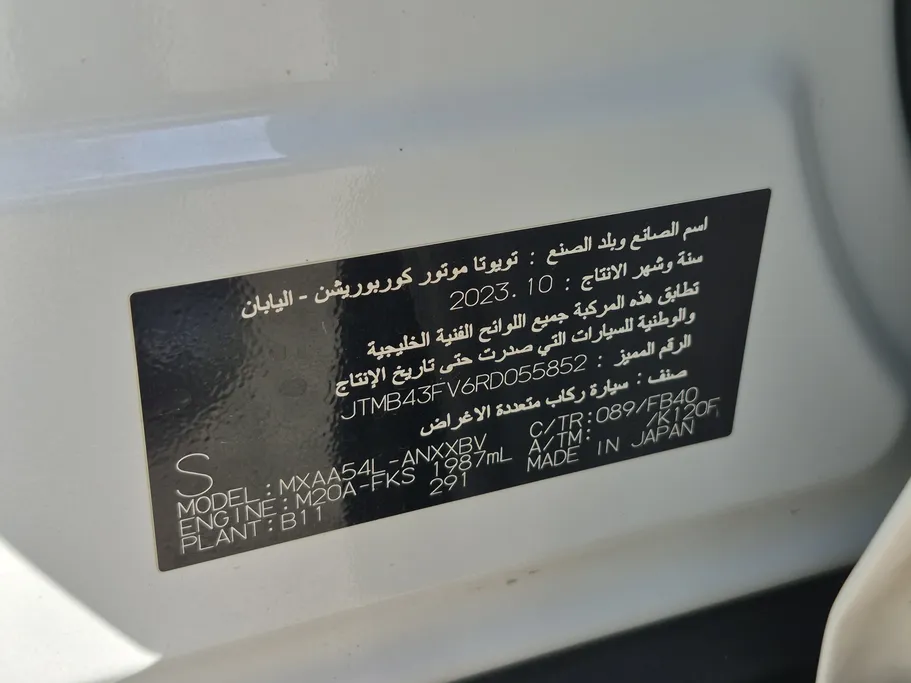 اسم الصانع وبلد الصنع : تويوتا موتور كوربوريشن - اليابان
سنة وشهر الانتاج : 2023.10
تطابق هذه المركبة جميع اللوائح الفنية الخليجية
والوطنية للسيارات التي صدرت حتى تاريخ الإنتاج
الرقم المميز : JTMB43FV6RD055852
صنف : سيارة ركاب متعددة الاغراض
S
MODEL:MXAA54L-ANXXBV C/TR:089/FB40
ENGINE:M20A-FKS 1987mL A/TM: /K120F
PLANT:B11 291 MADE IN JAPAN